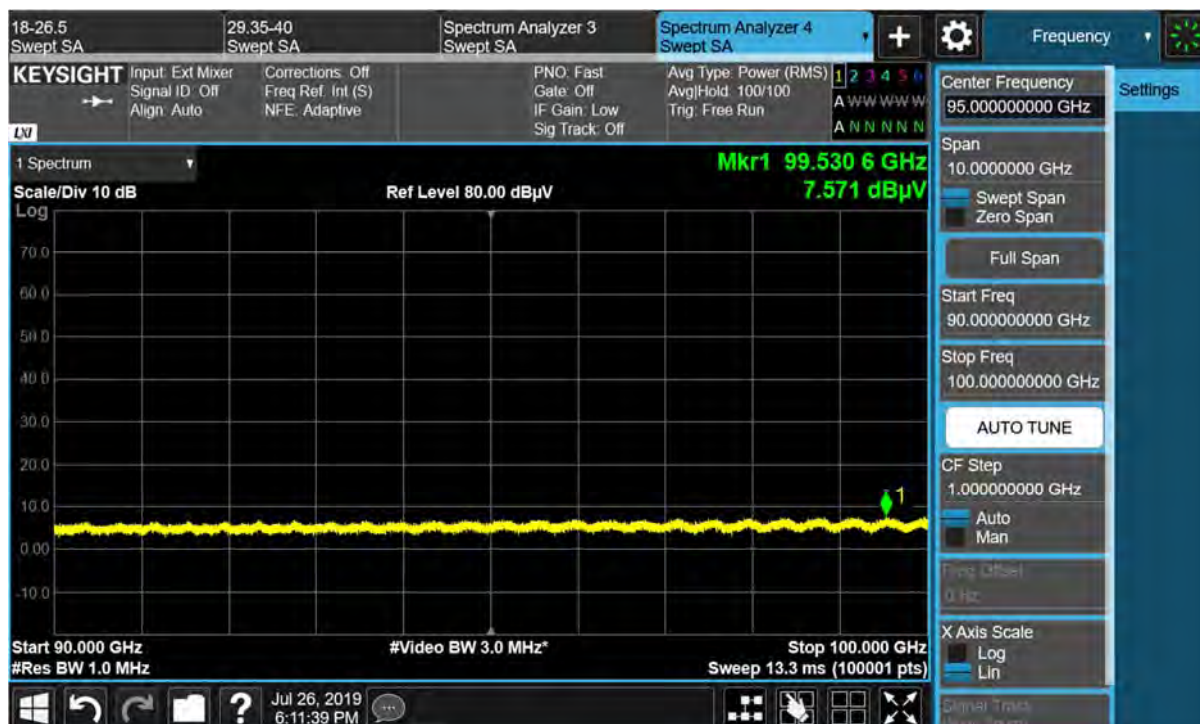 18-26.5
Swept SA
29.35-40
Swept SA
Spectrum Analyzer 3
Swept SA
Spectrum Analyzer 4
Swept SA
+
Frequency
KEYSIGHT
LXI
Input: Ext Mixer
Signal ID: Off
Align: Auto
Corrections: Off
Freq Ref: Int (S)
NFE: Adaptive
PNO: Fast
Gate: Off
IF Gain: Low
Sig Track: Off
Avg Type: Power (RMS)
Avg|Hold: 100/100
Trig: Free Run
1 2 3 4 5 6
A W W W W W
A N N N N N
1 Spectrum
Scale/Div 10 dB
Ref Level 80.00 dBµV
Mkr1 99.530 6 GHz
7.571 dBµV
Log
70.0
60.0
50.0
40.0
30.0
20.0
10.0
0.00
-10.0
1
Start 90.000 GHz
#Video BW 3.0 MHz*
Stop 100.000 GHz
#Res BW 1.0 MHz
Sweep 13.3 ms (100001 pts)
?
Jul 26, 2019
6:11:39 PM
Center Frequency
95.000000000 GHz
Settings
Span
10.0000000 GHz
Swept Span
Zero Span
Full Span
Start Freq
90.000000000 GHz
Stop Freq
100.000000000 GHz
AUTO TUNE
CF Step
1.000000000 GHz
Auto
Man
Freq Offset
0 Hz
X Axis Scale
Log
Lin
Signal Track